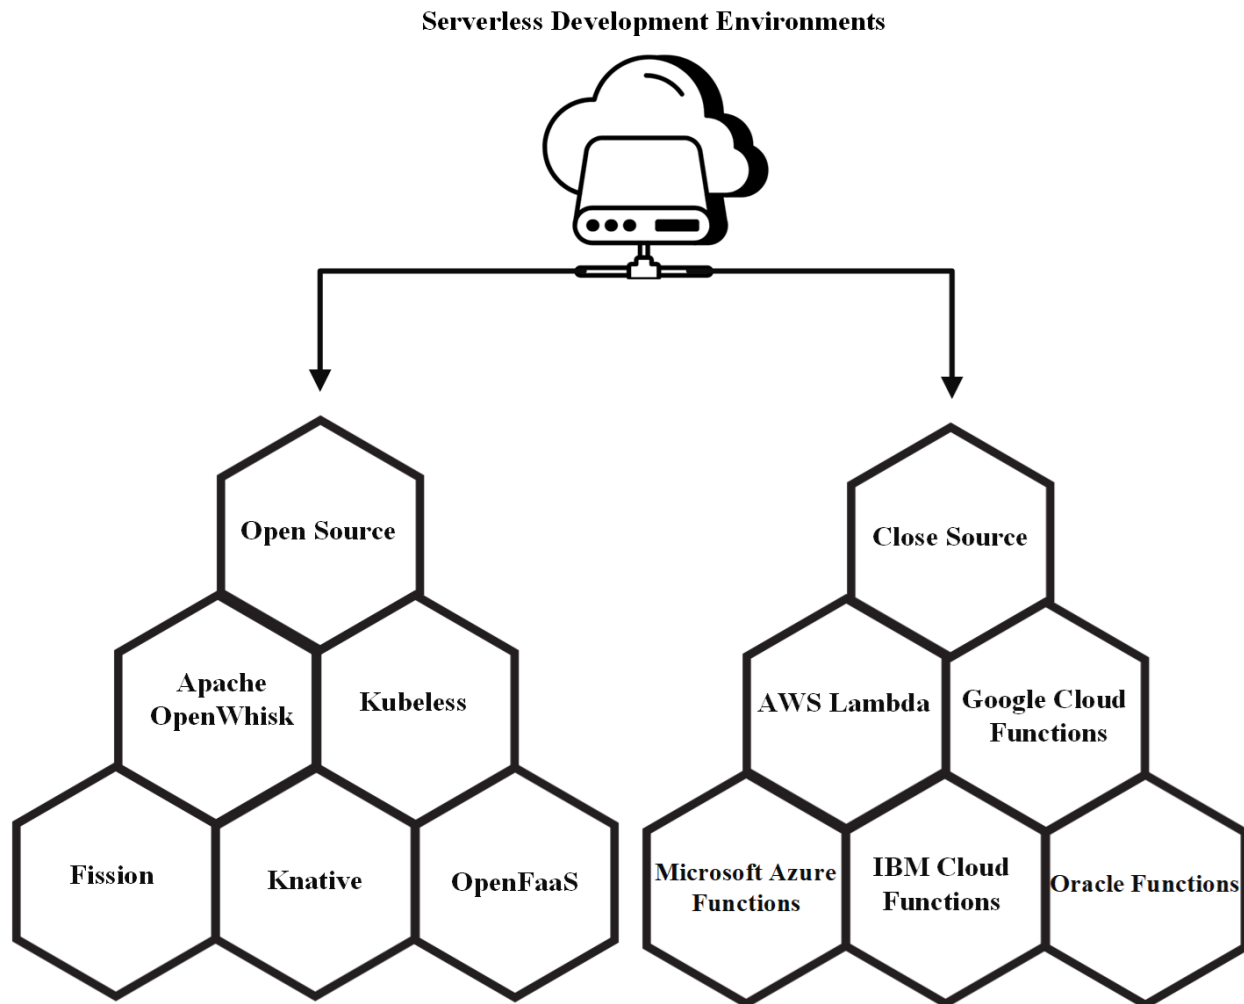 Serverless Development Environments
Open Source
Apache
OpenWhisk
Kubeless
Fission
Knative
OpenFaaS
Close Source
AWS Lambda
Google Cloud
Functions
Microsoft Azure
Functions
IBM Cloud
Functions
Oracle Functions